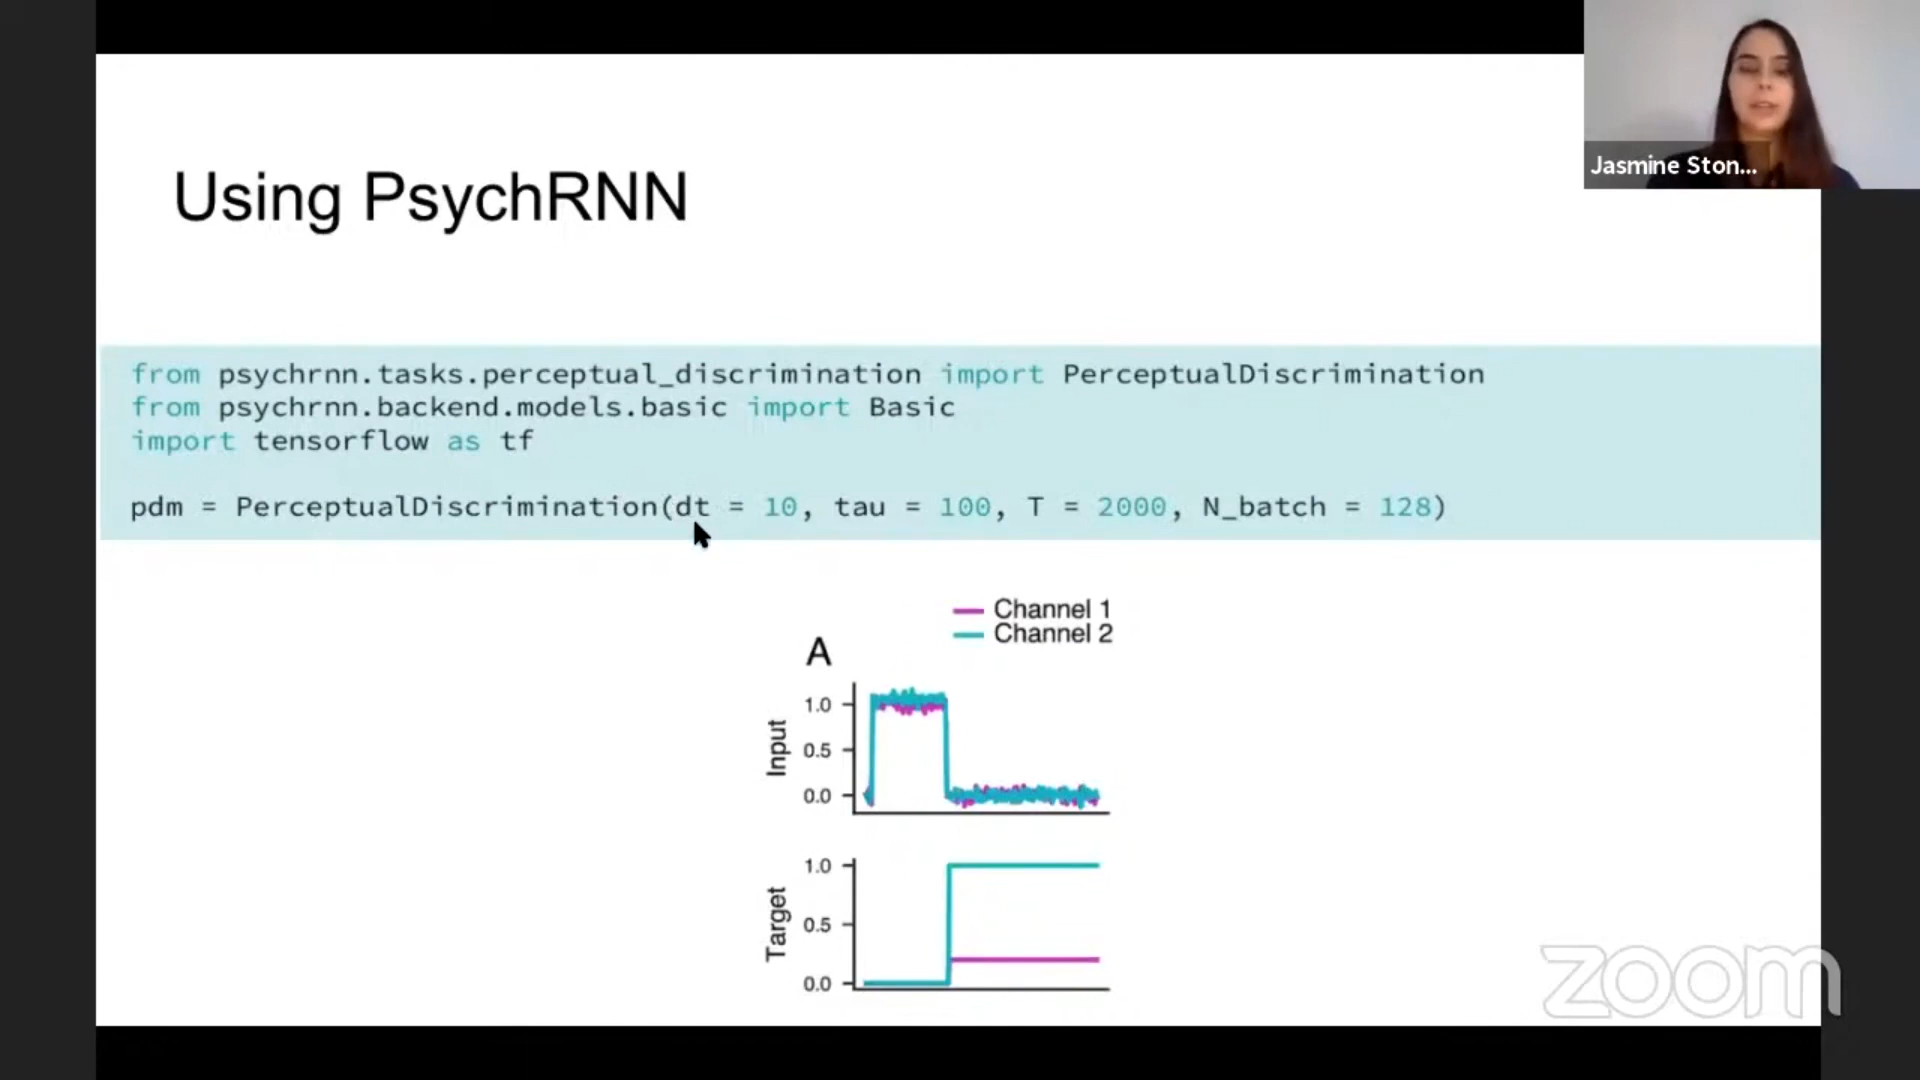 Jasmine Ston...
Using PsychRNN
from psychrnn.tasks.perceptual_discrimination import PerceptualDiscrimination
from psychrnn.backend.models.basic import Basic
import tensorflow as tf
pdm = PerceptualDiscrimination(dt = 10, tau = 100, T = 2000, N_batch = 128)
Channel 1
Channel 2
A
Input
1.0
0.5
0.0
Target
1.0
0.5
0.0
zoom